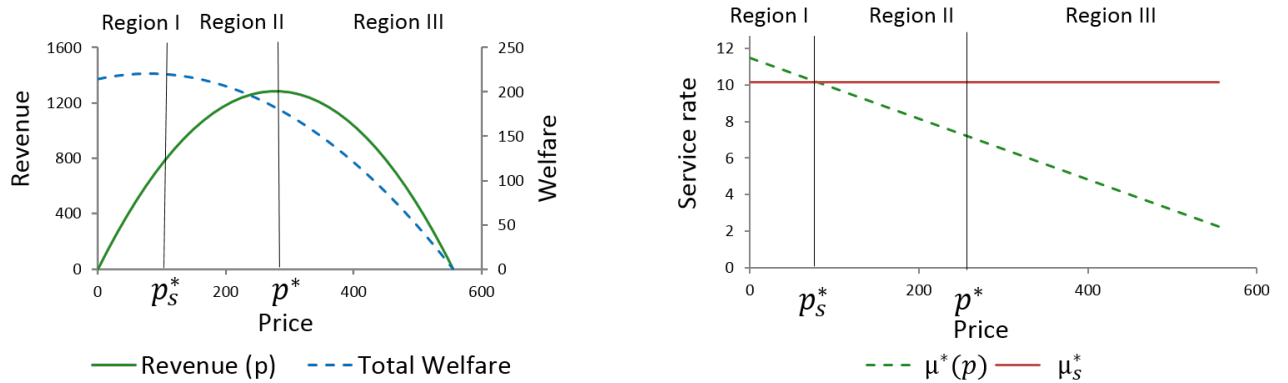 Region I Region II Region III
1600
1200
800
400
0
Revenue
250
200
150
100
50
0
Welfare
0 200 400 600
p*s p*
Price
Revenue (p) Total Welfare
Region I Region II Region III
12
10
8
6
4
2
0
Service rate
0 200 400 600
p*s p*
Price
μ*(p) μ*s